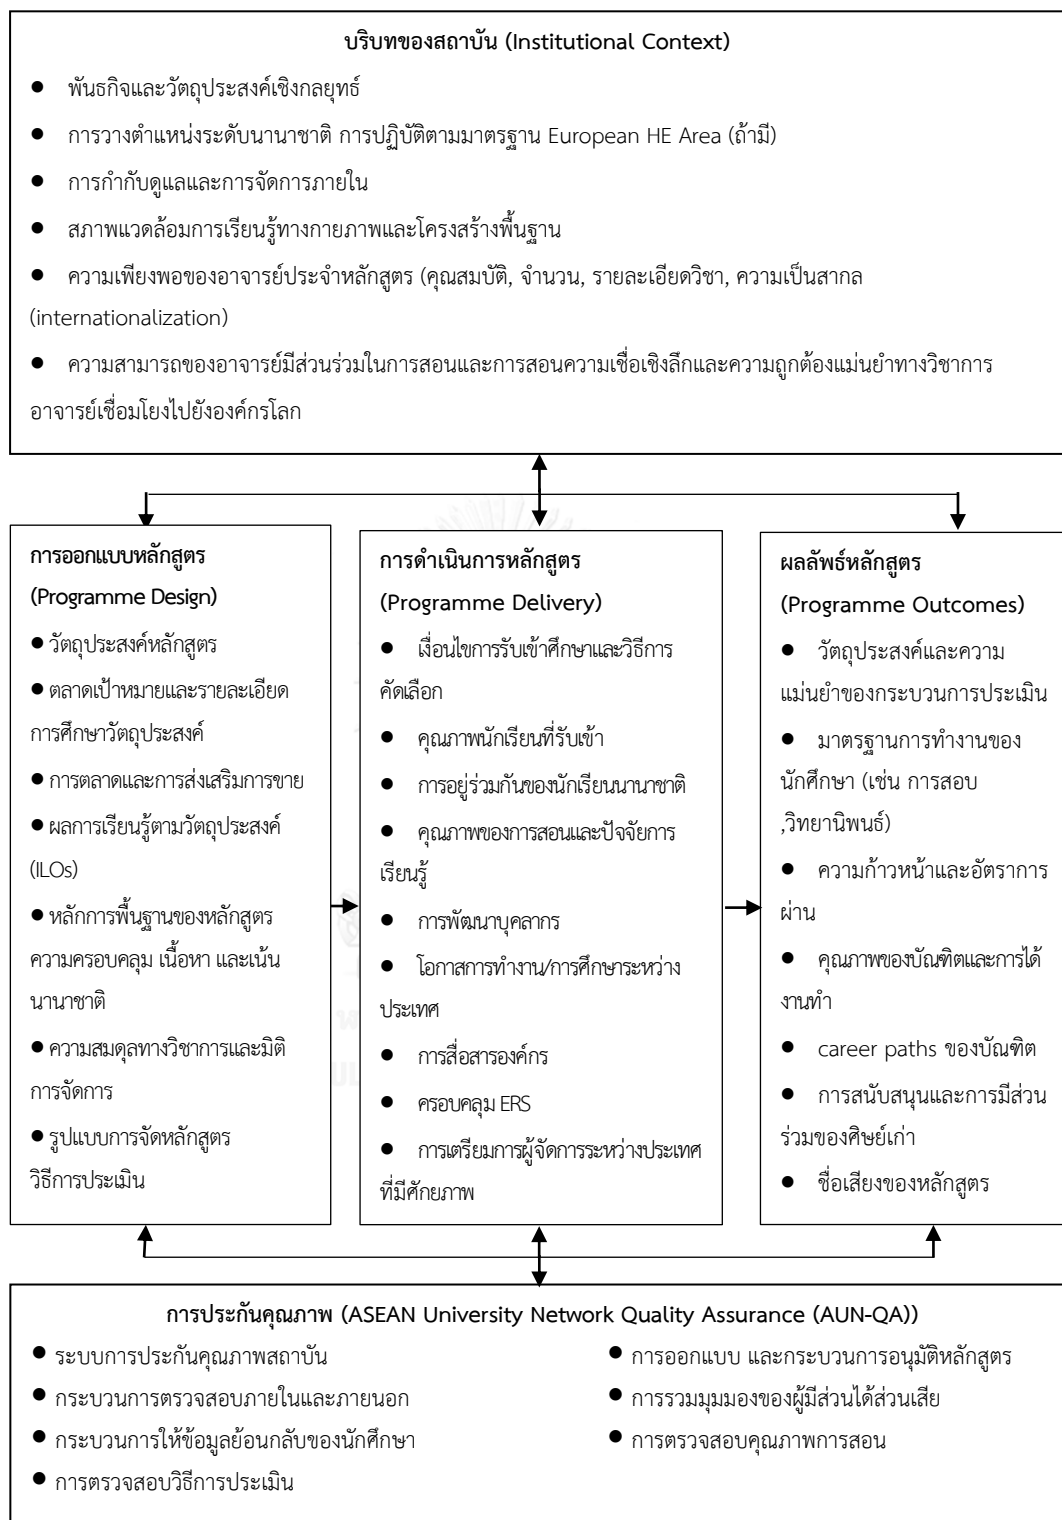 บริบทของสถาบัน (Institutional Context)
● พันธกิจและวัตถุประสงค์เชิงกลยุทธ์
● การวางตำแหน่งระดับนานาชาติ การปฏิบัติตามมาตรฐาน European HE Area (ถ้ามี)
● การกำกับดูแลและการจัดการภายใน
● สภาพแวดล้อมการเรียนรู้ทางกายภาพและโครงสร้างพื้นฐาน
● ความเพียงพอของอาจารย์ประจำหลักสูตร (คุณสมบัติ, จำนวน, รายละเอียดวิชา, ความเป็นสากล
(internationalization)
● ความสามารถของอาจารย์มีส่วนร่วมในการสอนและการสอนความเชื่อเชิงลึกและความถูกต้องแม่นยำทางวิชาการ
อาจารย์เชื่อมโยงไปยังองค์กรโลก
การออกแบบหลักสูตร
(Programme Design)
● วัตถุประสงค์หลักสูตร
● ตลาดเป้าหมายและรายละเอียด
การศึกษาวัตถุประสงค์
● การตลาดและการส่งเสริมการขาย
● ผลการเรียนรู้ตามวัตถุประสงค์
(ILOs)
● หลักการพื้นฐานของหลักสูตร
ความครอบคลุม เนื้อหา และเน้น
นานาชาติ
● ความสมดุลทางวิชาการและมิติ
การจัดการ
● รูปแบบการจัดหลักสูตร
วิธีการประเมิน
การดำเนินการหลักสูตร
(Programme Delivery)
● เงื่อนไขการรับเข้าศึกษาและวิธีการ
คัดเลือก
● คุณภาพนักเรียนที่รับเข้า
● การอยู่ร่วมกันของนักเรียนนานาชาติ
● คุณภาพของการสอนและปัจจัยการ
เรียนรู้
● การพัฒนาบุคลากร
● โอกาสการทำงาน/การศึกษาระหว่าง
ประเทศ
● การสื่อสารองค์กร
● ครอบคลุม ERS
● การเตรียมการผู้จัดการระหว่างประเทศ
ที่มีศักยภาพ
ผลลัพธ์หลักสูตร
(Programme Outcomes)
● วัตถุประสงค์และความ
แม่นยำของกระบวนการประเมิน
● มาตรฐานการทำงานของ
นักศึกษา (เช่น การสอบ
,วิทยานิพนธ์)
● ความก้าวหน้าและอัตราการ
ผ่าน
● คุณภาพของบัณฑิตและการได้
งานทำ
● career paths ของบัณฑิต
● การสนับสนุนและการมีส่วน
ร่วมของศิษย์เก่า
● ชื่อเสียงของหลักสูตร
การประกันคุณภาพ (ASEAN University Network Quality Assurance (AUN-QA))
● ระบบการประกันคุณภาพสถาบัน
● กระบวนการตรวจสอบภายในและภายนอก
● กระบวนการให้ข้อมูลย้อนกลับของนักศึกษา
● การตรวจสอบวิธีการประเมิน
● การออกแบบ และกระบวนการอนุมัติหลักสูตร
● การรวมมุมมองของผู้มีส่วนได้ส่วนเสีย
● การตรวจสอบคุณภาพการสอน